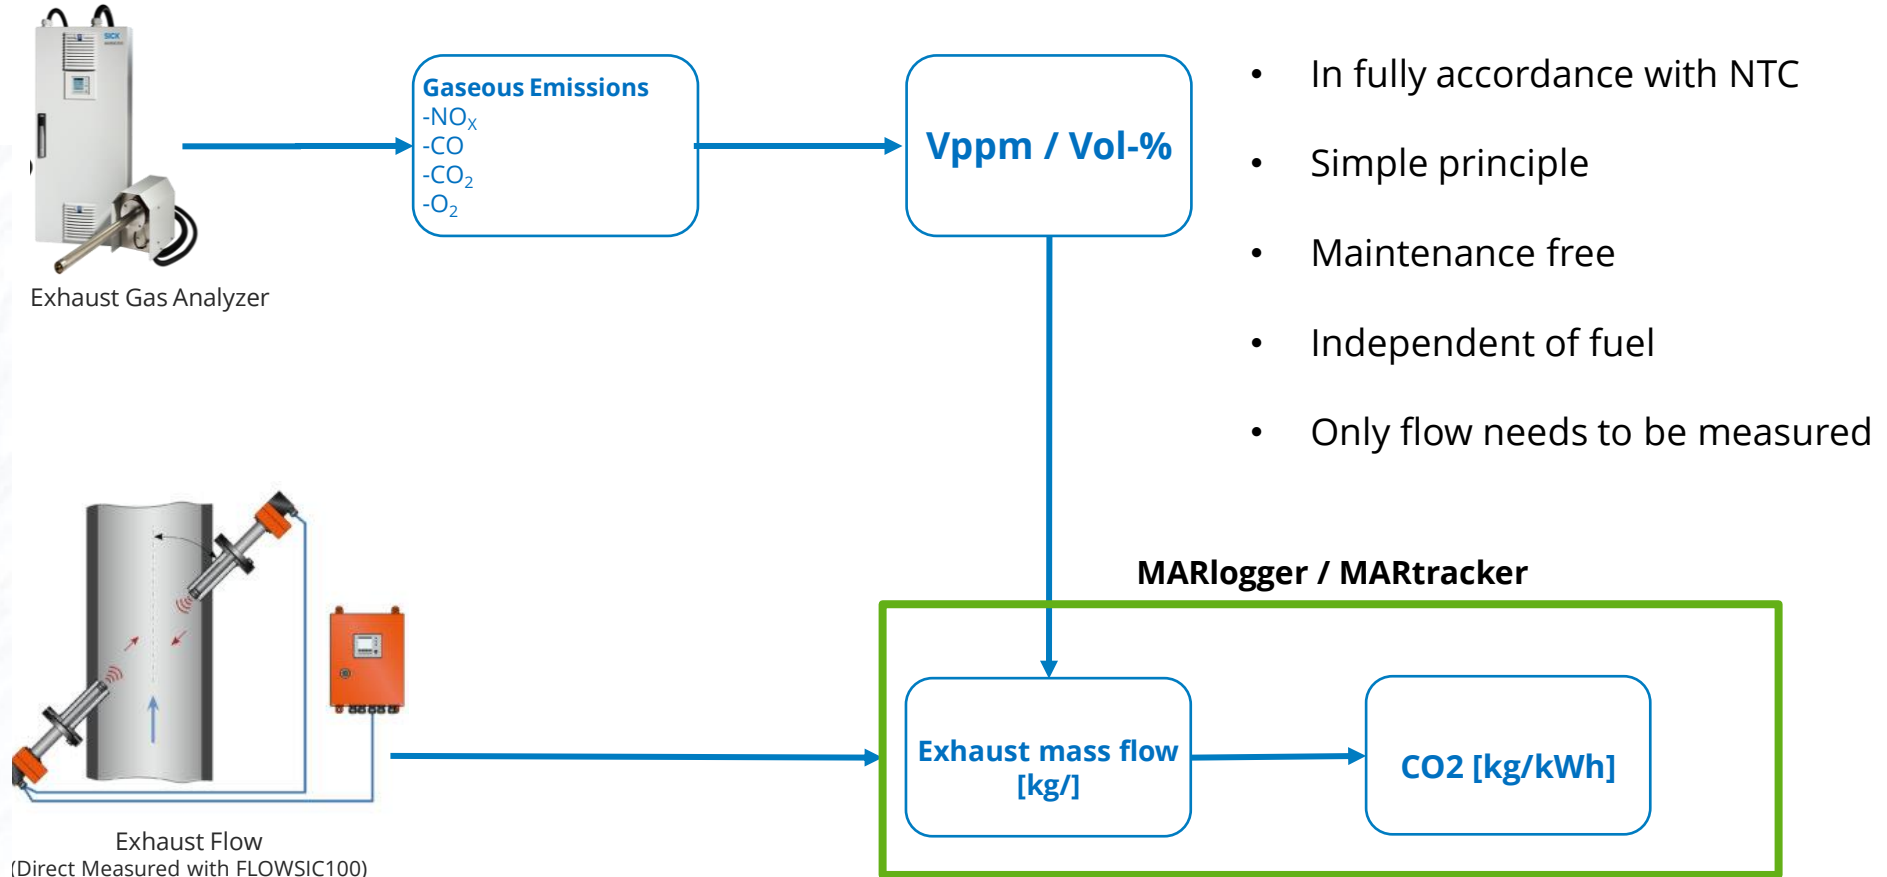 SICK
Gaseous Emissions
-NOX
-CO
-CO2
-O2
Vppm / Vol-%
• In fully accordance with NTC
• Simple principle
• Maintenance free
• Independent of fuel
• Only flow needs to be measured
Exhaust Gas Analyzer
MARlogger / MARtracker
Exhaust mass flow
[kg/]
CO2 [kg/kWh]
Exhaust Flow
(Direct Measured with FLOWSIC100)